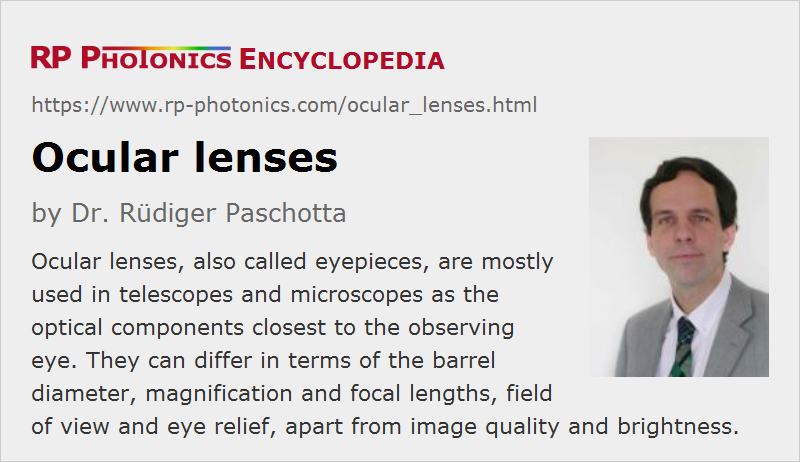 RP PHOTONICS ENCYCLOPEDIA
https://www.rp-photonics.com/ocular_lenses.html
Ocular lenses
by Dr. Rüdiger Paschotta
Ocular lenses, also called eyepieces, are mostly
used in telescopes and microscopes as the
optical components closest to the observing
eye. They can differ in terms of the barrel
diameter, magnification and focal lengths, field
of view and eye relief, apart from image quality and brightness.